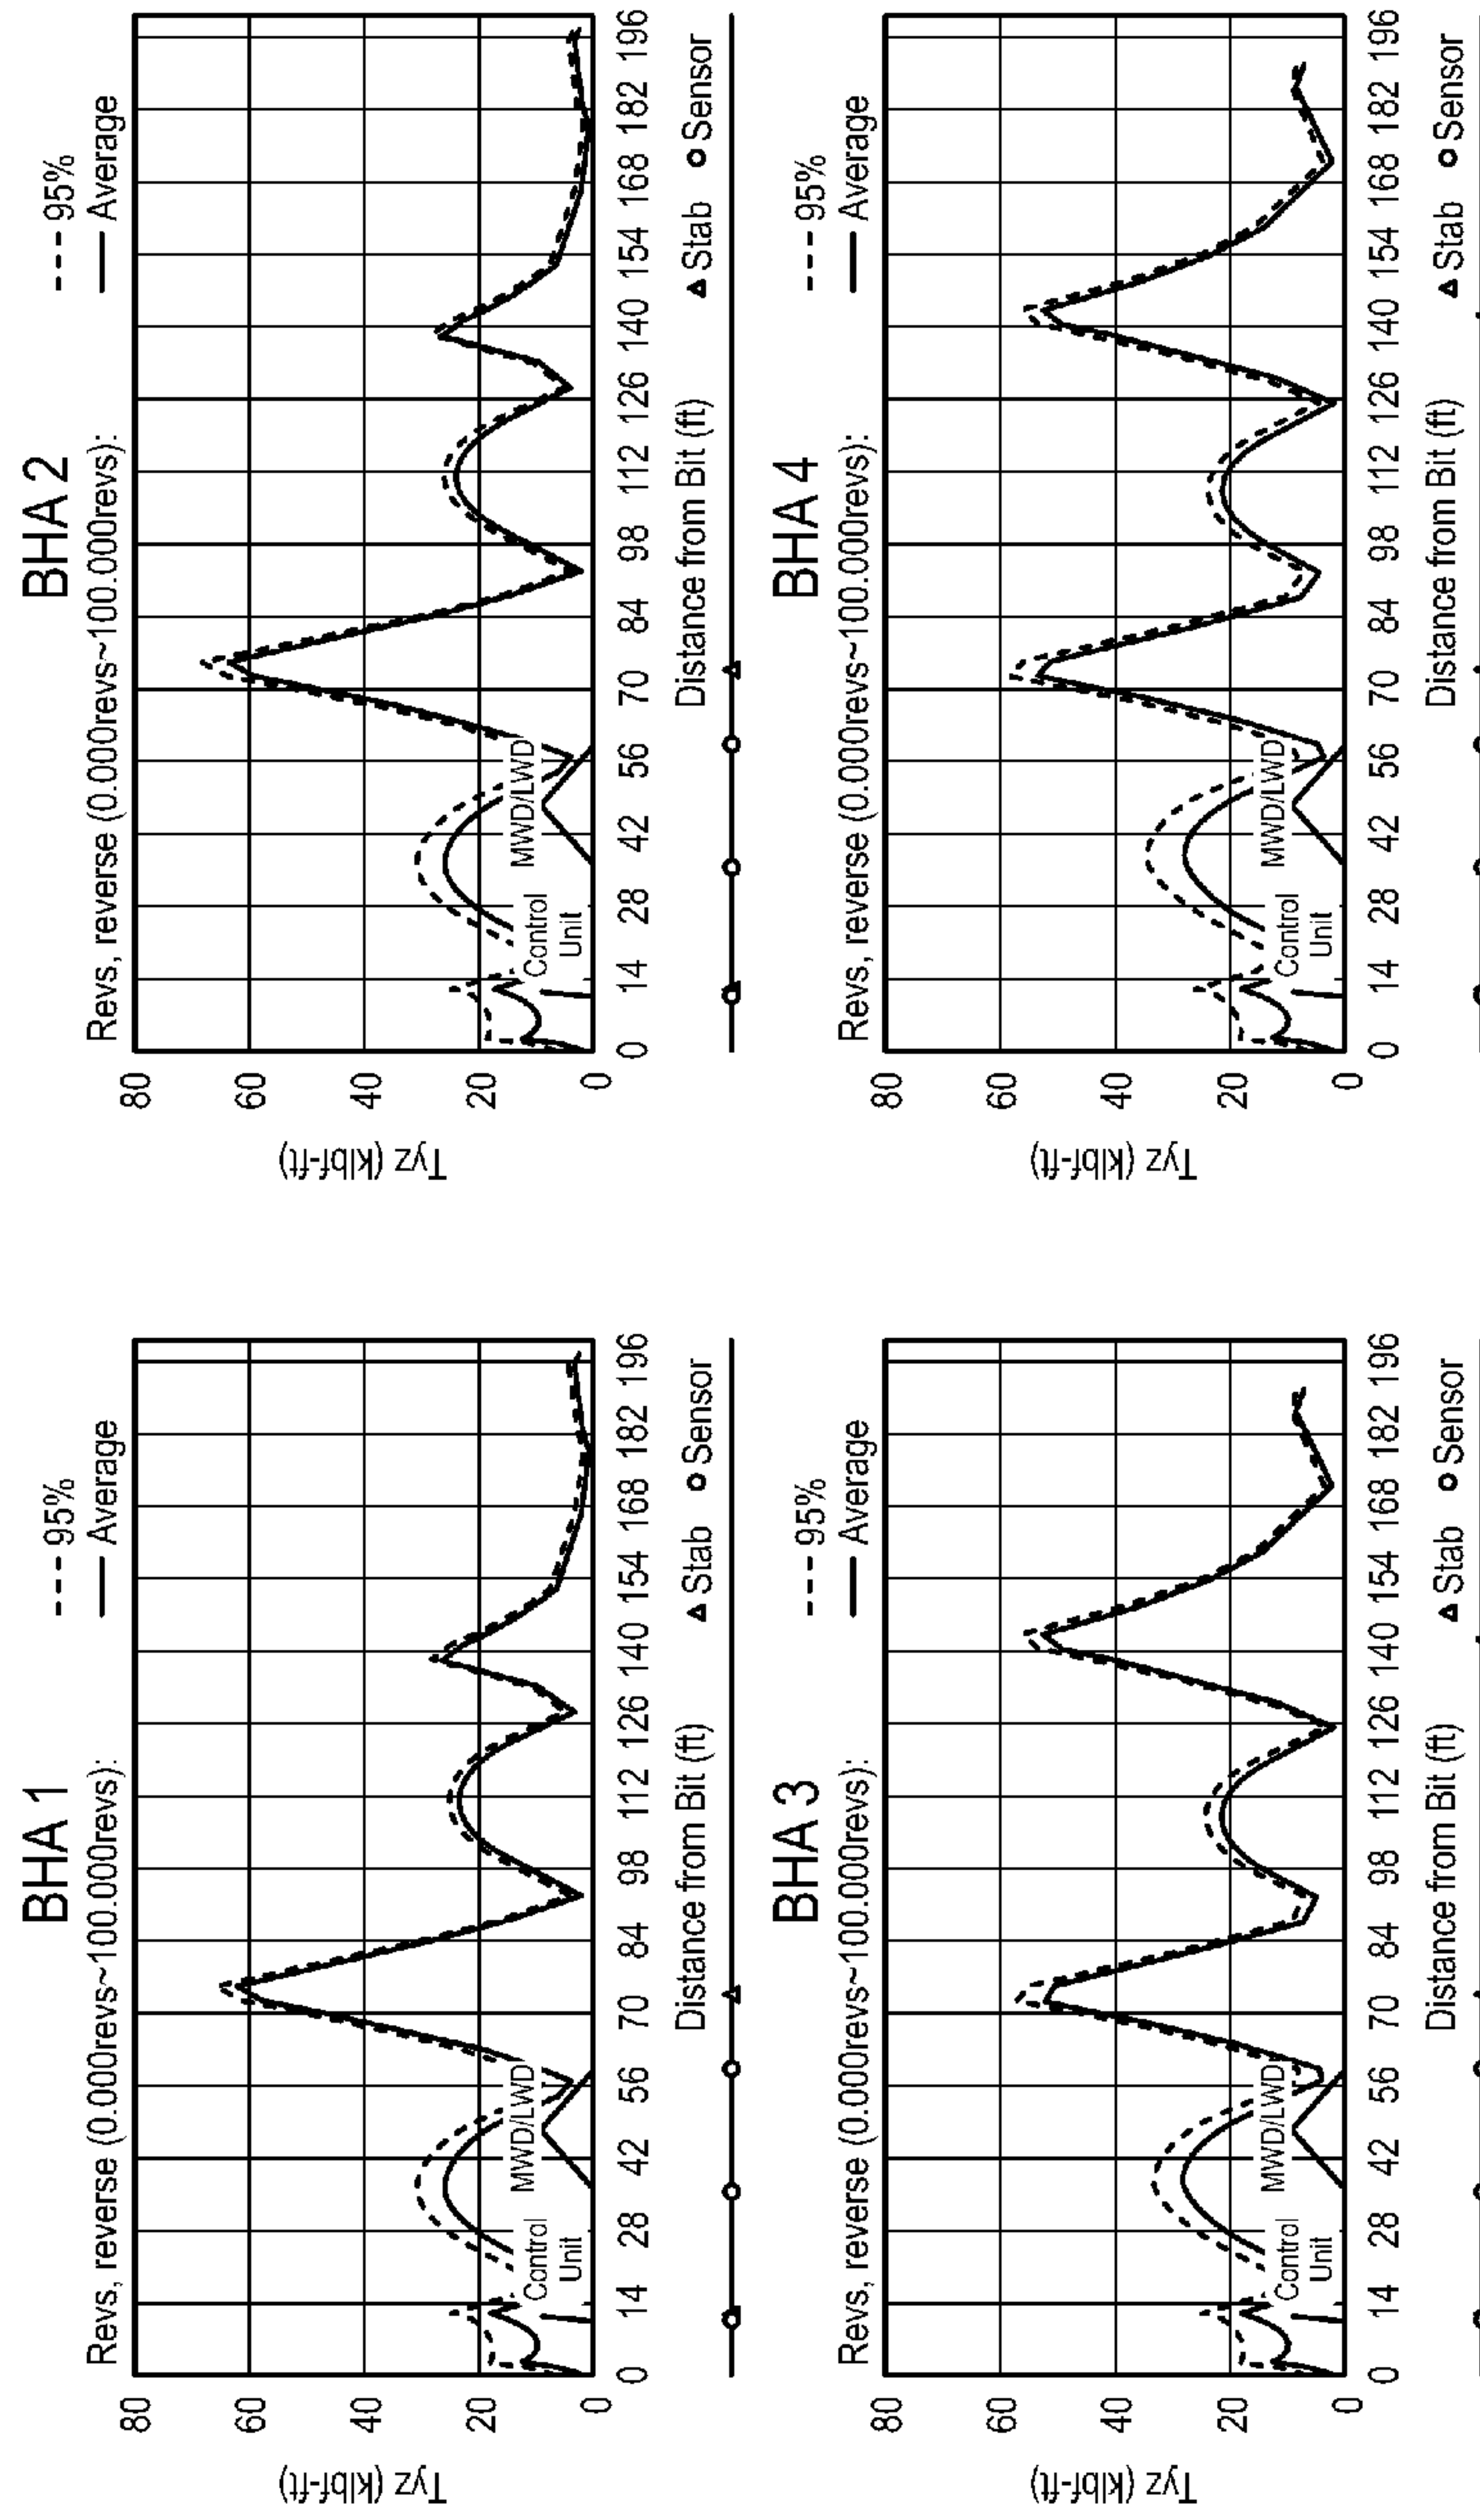 BHA 1
Revs, reverse (0.000revs~100.000revs):
95%
Average
80
60
40
20
0
Tyz (klbf-ft)
Control
Unit
MWD/LWD
0 14 28 42 56 70 84 98 112 126 140 154 168 182 196
Distance from Bit (ft)
Stab
Sensor
BHA 2
Revs, reverse (0.000revs~100.000revs):
95%
Average
80
60
40
20
0
Tyz (klbf-ft)
Control
Unit
MWD/LWD
0 14 28 42 56 70 84 98 112 126 140 154 168 182 196
Distance from Bit (ft)
Stab
Sensor
BHA 3
Revs, reverse (0.000revs~100.000revs):
95%
Average
80
60
40
20
0
Tyz (klbf-ft)
Control
Unit
MWD/LWD
0 14 28 42 56 70 84 98 112 126 140 154 168 182 196
Distance from Bit (ft)
Stab
Sensor
BHA 4
Revs, reverse (0.000revs~100.000revs):
95%
Average
80
60
40
20
0
Tyz (klbf-ft)
Control
Unit
MWD/LWD
0 14 28 42 56 70 84 98 112 126 140 154 168 182 196
Distance from Bit (ft)
Stab
Sensor